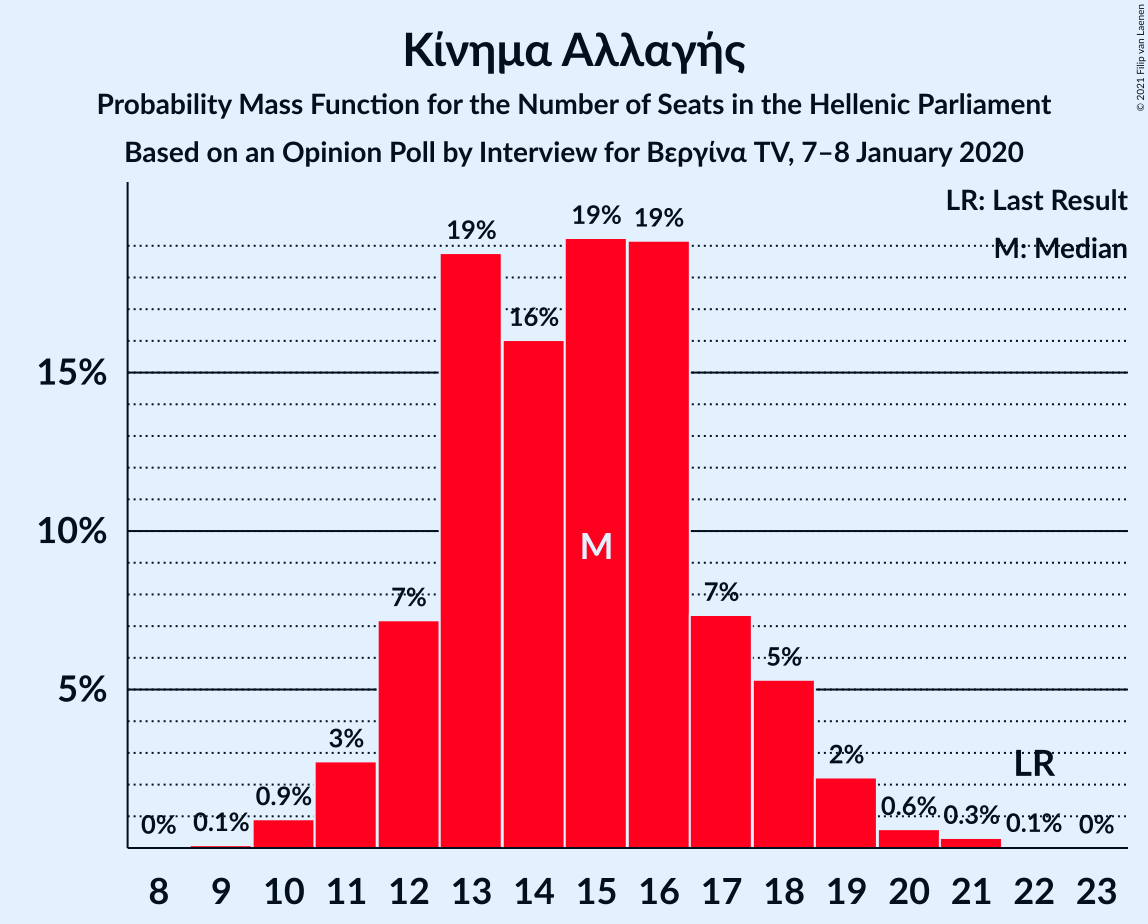 Κίνημα Αλλαγής
Probability Mass Function for the Number of Seats in the Hellenic Parliament
Based on an Opinion Poll by Interview for Βεργίνα TV, 7–8 January 2020
© 2021 Filip van Laenen
LR: Last Result
M: Median
15%
10%
5%
0%
0.1%
0.9%
3%
7%
19%
16%
19%
19%
7%
5%
2%
0.6%
0.3%
0.1%
0%
M
LR
8 9 10 11 12 13 14 15 16 17 18 19 20 21 22 23